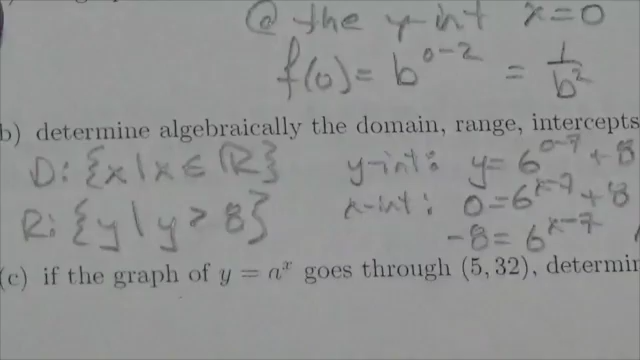 @ the y-int x=0
f(0) = b^{0-2} = \frac{1}{b^2}
b) determine algebraically the domain, range, intercepts
D: {x | x ∈ ℝ} y-int: y = 6^{0-7} + 8
R: {y | y > 8} x-int: 0 = 6^{x-7} + 8
-8 = 6^{x-7}
(c) if the graph of y = a^x goes through (5, 32), determin